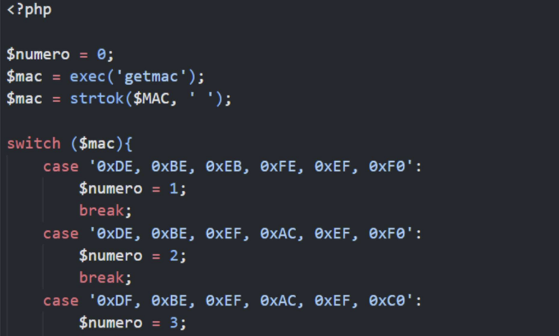 <?php
$numero = 0;
$mac = exec('getmac');
$mac = strtok($MAC, ' ');
switch ($mac){
case '0xDE, 0xBE, 0xEB, 0xFE, 0xEF, 0xF0':
$numero = 1;
break;
case '0xDE, 0xBE, 0xEF, 0xAC, 0xEF, 0xF0':
$numero = 2;
break;
case '0xDF, 0xBE, 0xEF, 0xAC, 0xEF, 0xC0':
$numero = 3;